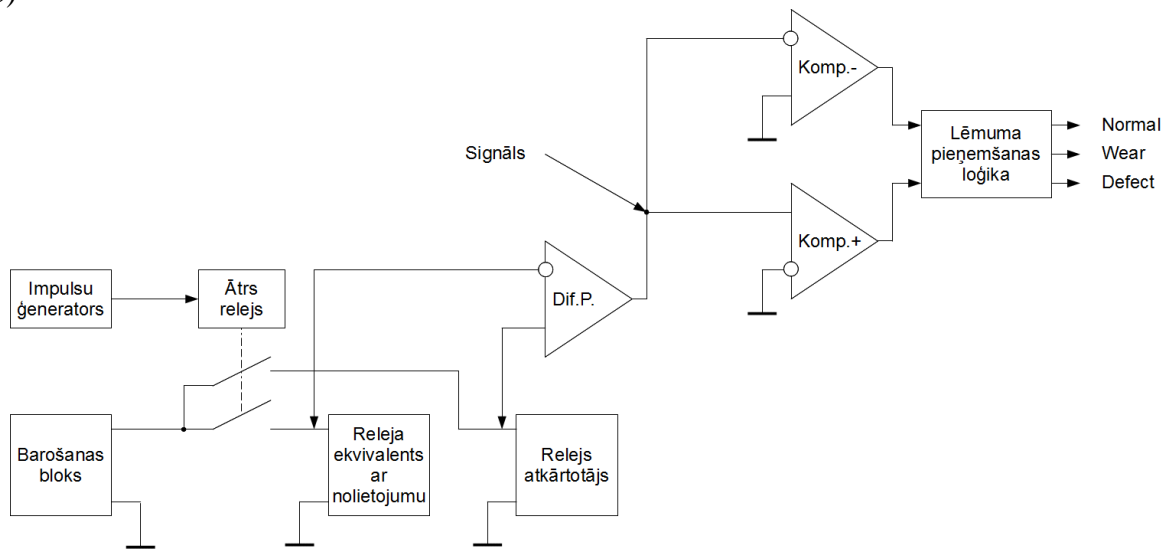 Komp.-
Lēmuma
pieņemšanas
loģika
Normal
Wear
Defect
Signāls
Komp.+
Dif.P.
Impulsu
ģenerators
Ātrs
relejs
Barošanas
bloks
Releja
ekvivalents
ar
nolietojumu
Relejs
atkārtotājs